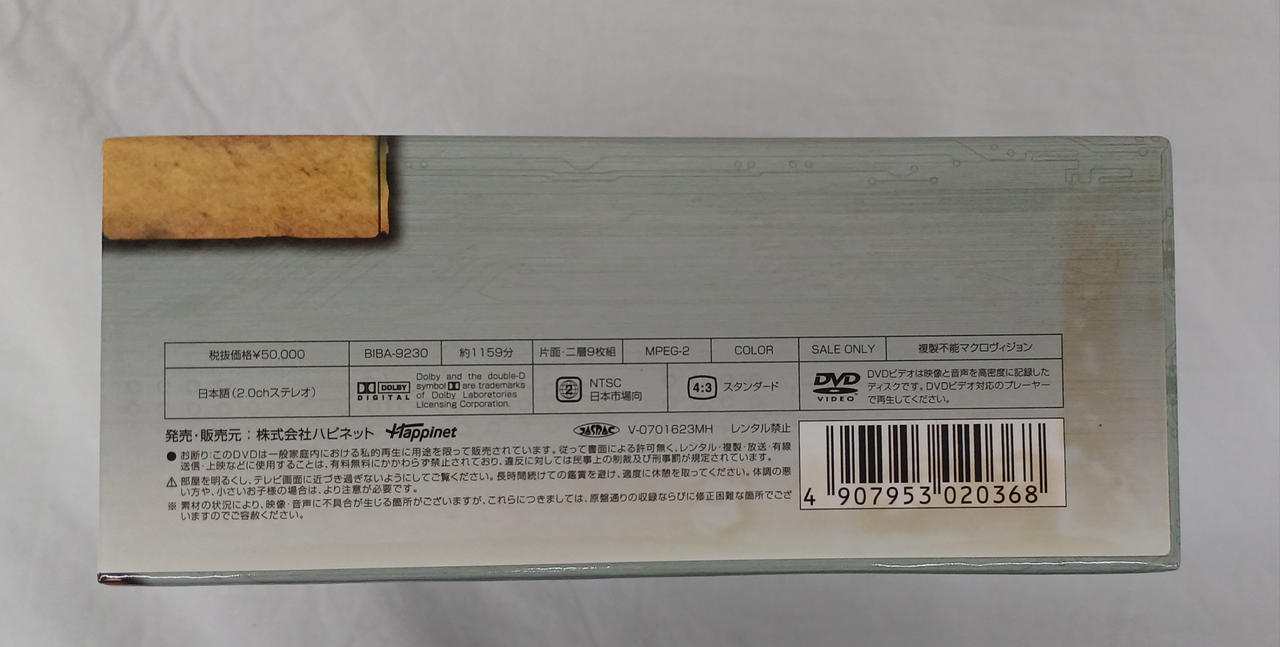 税抜価格¥50,000 BIBA-9230 約1159分 片面・二層9枚組 MPEG-2 COLOR SALE ONLY 複製不能マクロヴィジョン
日本語(2.0chステレオ)
DOLBY
DIGITAL
Dolby and the double-D
symbol are trademarks
of Dolby Laboratories
Licensing Corporation.
2
NTSC
日本市場向
4:3 スタンダード
DVD
VIDEO
DVDビデオは映像と音声を高密度に記録した
ディスクです。DVDビデオ対応のプレーヤー
で再生してください。
発売・販売元:株式会社ハピネット Happinet JASRAC V-0701623MH レンタル禁止
●お断り:このDVDは一般家庭内における私的再生に用途を限って販売されています。従って書面による許可無く、レンタル・複製・放送・有線
送信・上映などに使用することは、有料無料にかかわらず禁止されており、違反に対しては民事上の制裁及び刑事罰が規定されています。
⚠部屋を明るくし、テレビ画面に近づき過ぎないようにしてご覧ください。長時間続けての鑑賞を避け、適度に休憩を取ってください。体調の悪
い方や、小さいお子様の場合は、より注意が必要です。
※素材の状況により、映像・音声に不具合が生じる箇所がございますが、これらにつきましては、原盤通りの収録ならびに修正困難な箇所でござ
いますのでご容赦ください。
4 907953 020368